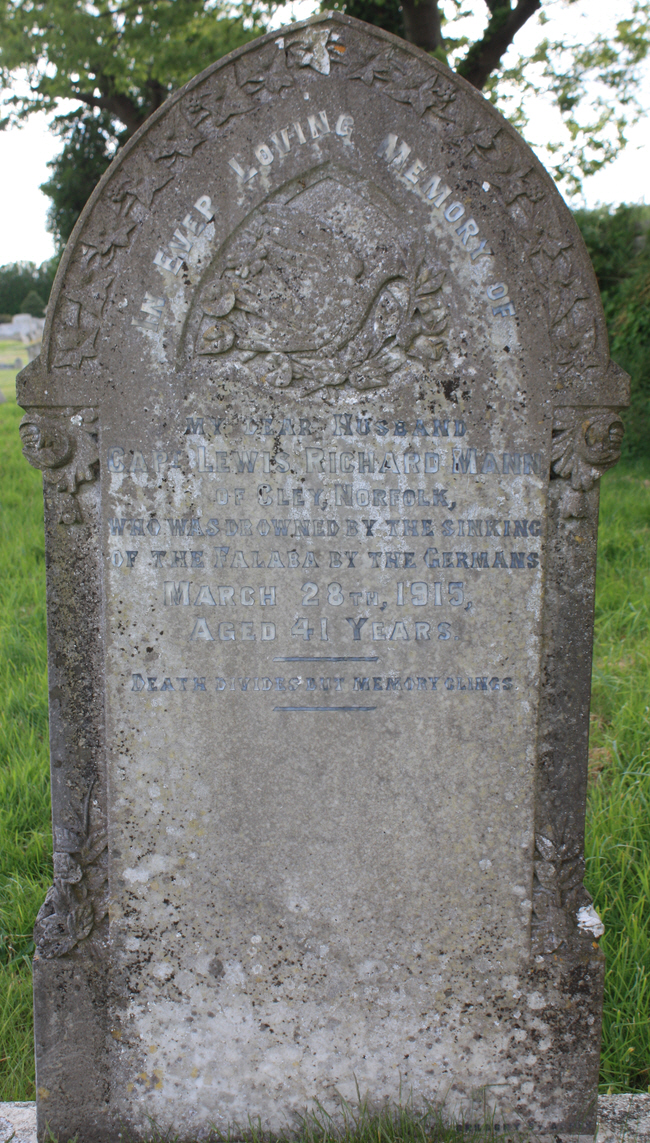 IN EVER LOVING MEMORY OF
MY DEAR HUSBAND
CAPT LEWIS RICHARD MANN
OF CLEY, NORFOLK,
WHO WAS DROWNED BY THE SINKING
OF THE FALABA BY THE GERMANS
MARCH 28TH, 1915,
AGED 41 YEARS.
DEATH DIVIDES BUT MEMORY CLINGS.